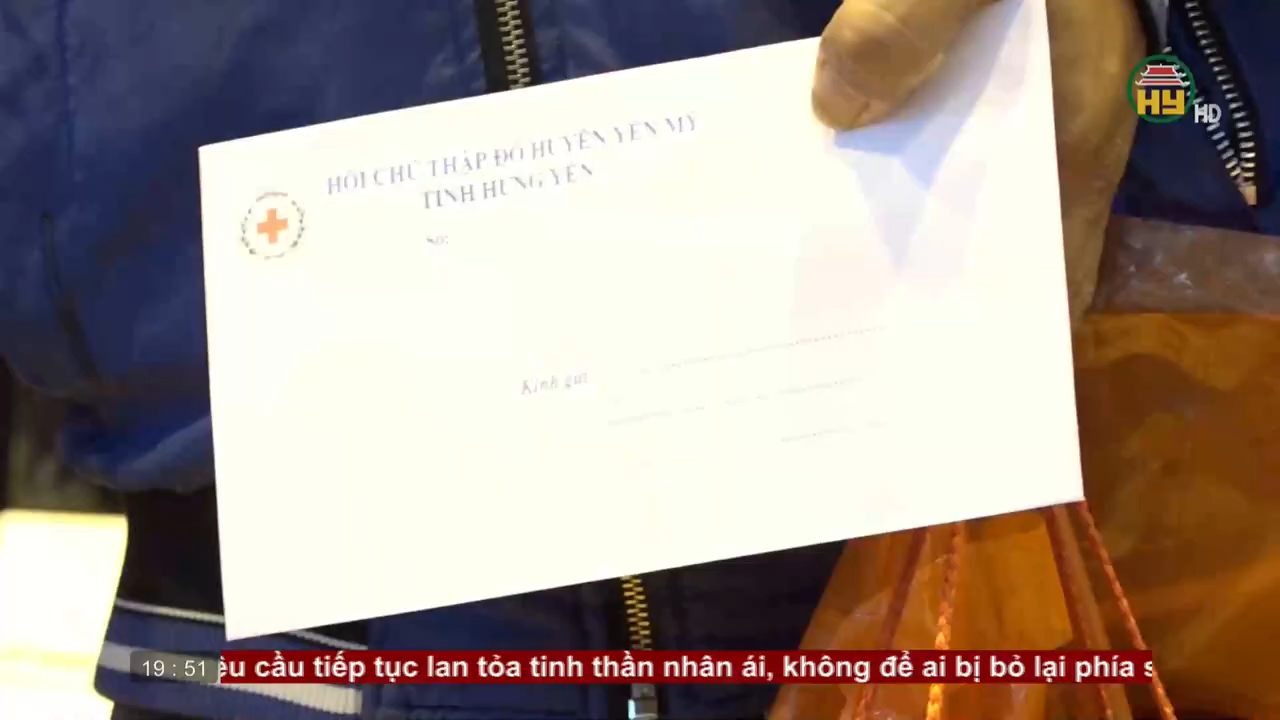 HỘI CHỮ THẬP ĐỎ HUYỆN YÊN MỸ
TỈNH HƯNG YÊN
Số:
Kính gửi
HY HD
19 : 51
êu cầu tiếp tục lan tỏa tinh thần nhân ái, không để ai bị bỏ lại phía s